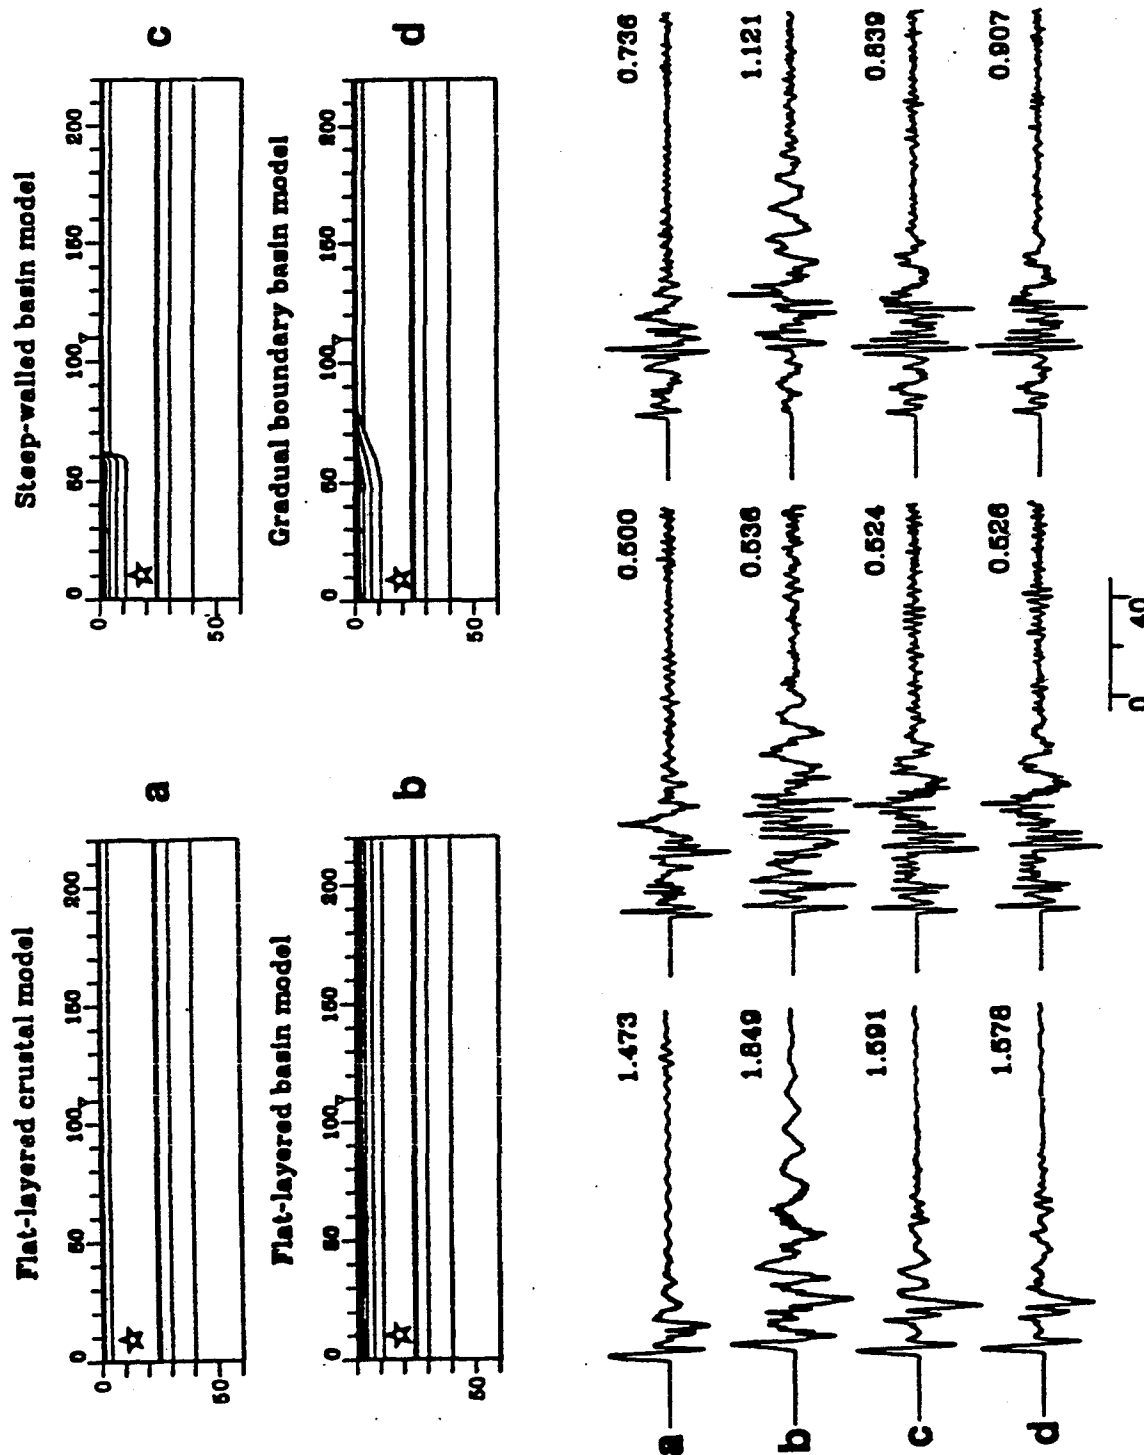 Flat-layered crustal model
0 50 100 150 200
0
50
a
Flat-layered basin model
0 50 100 150 200
0
50
b
Steep-walled basin model
0 50 100 150 200
0
50
c
Gradual boundary basin model
0 50 100 150 200
0
50
d
a 1.473 0.500 0.736
b 1.849 0.536 1.121
c 1.591 0.524 0.839
d 1.578 0.526 0.907
0 40